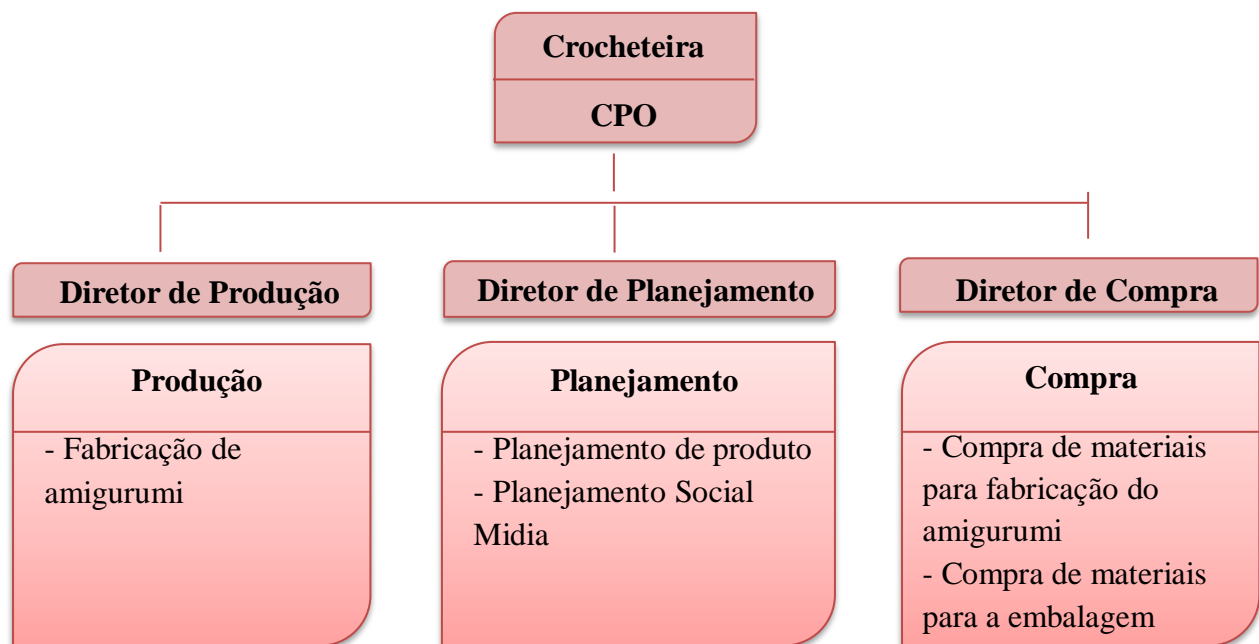 Crocheteira
CPO
Diretor de Produção
Diretor de Planejamento
Diretor de Compra
Produção
- Fabricação de
amigurumi
Planejamento
- Planejamento de produto
- Planejamento Social
Midia
Compra
- Compra de materiais
para fabricação do
amigurumi
- Compra de materiais
para a embalagem